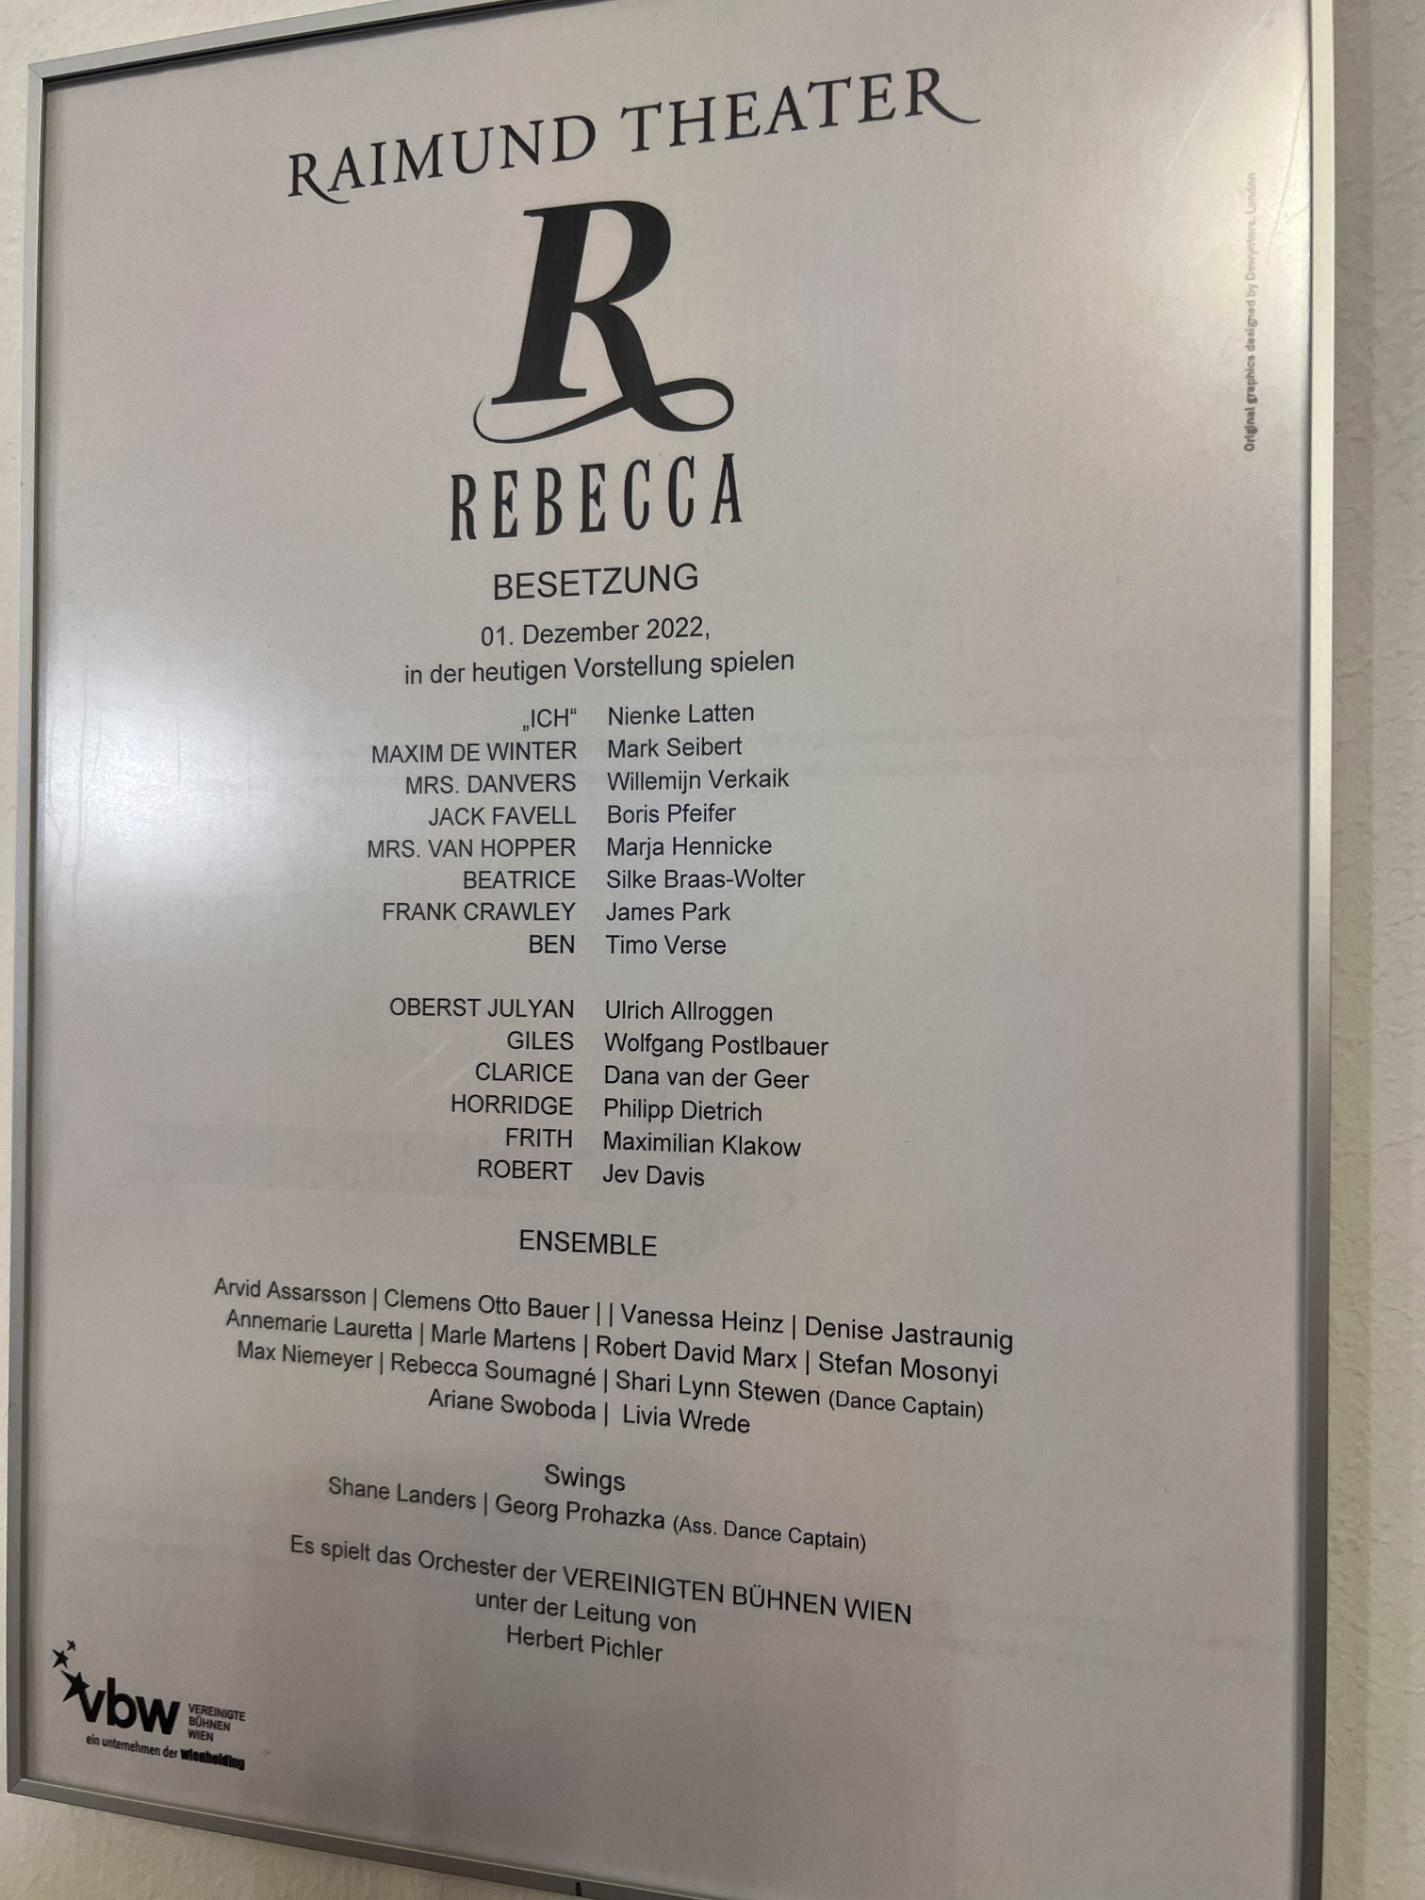 RAIMUND THEATER
R
REBECCA
BESETZUNG
01. Dezember 2022,
in der heutigen Vorstellung spielen
„ICH“ Nienke Latten
MAXIM DE WINTER Mark Seibert
MRS. DANVERS Willemijn Verkaik
JACK FAVELL Boris Pfeifer
MRS. VAN HOPPER Marja Hennicke
BEATRICE Silke Braas-Wolter
FRANK CRAWLEY James Park
BEN Timo Verse
OBERST JULYAN Ulrich Allroggen
GILES Wolfgang Postlbauer
CLARICE Dana van der Geer
HORRIDGE Philipp Dietrich
FRITH Maximilian Klakow
ROBERT Jev Davis
ENSEMBLE
Arvid Assarsson | Clemens Otto Bauer | | Vanessa Heinz | Denise Jastraunig
Annemarie Lauretta | Marle Martens | Robert David Marx | Stefan Mosonyi
Max Niemeyer | Rebecca Soumagné | Shari Lynn Stewen (Dance Captain)
Ariane Swoboda | Livia Wrede
Swings
Shane Landers | Georg Prohazka (Ass. Dance Captain)
Es spielt das Orchester der VEREINIGTEN BÜHNEN WIEN
unter der Leitung von
Herbert Pichler
vbw VEREINIGTE
BÜHNEN
WIEN
ein unternehmen der wienholding
Original graphics designed by Dewynters, London